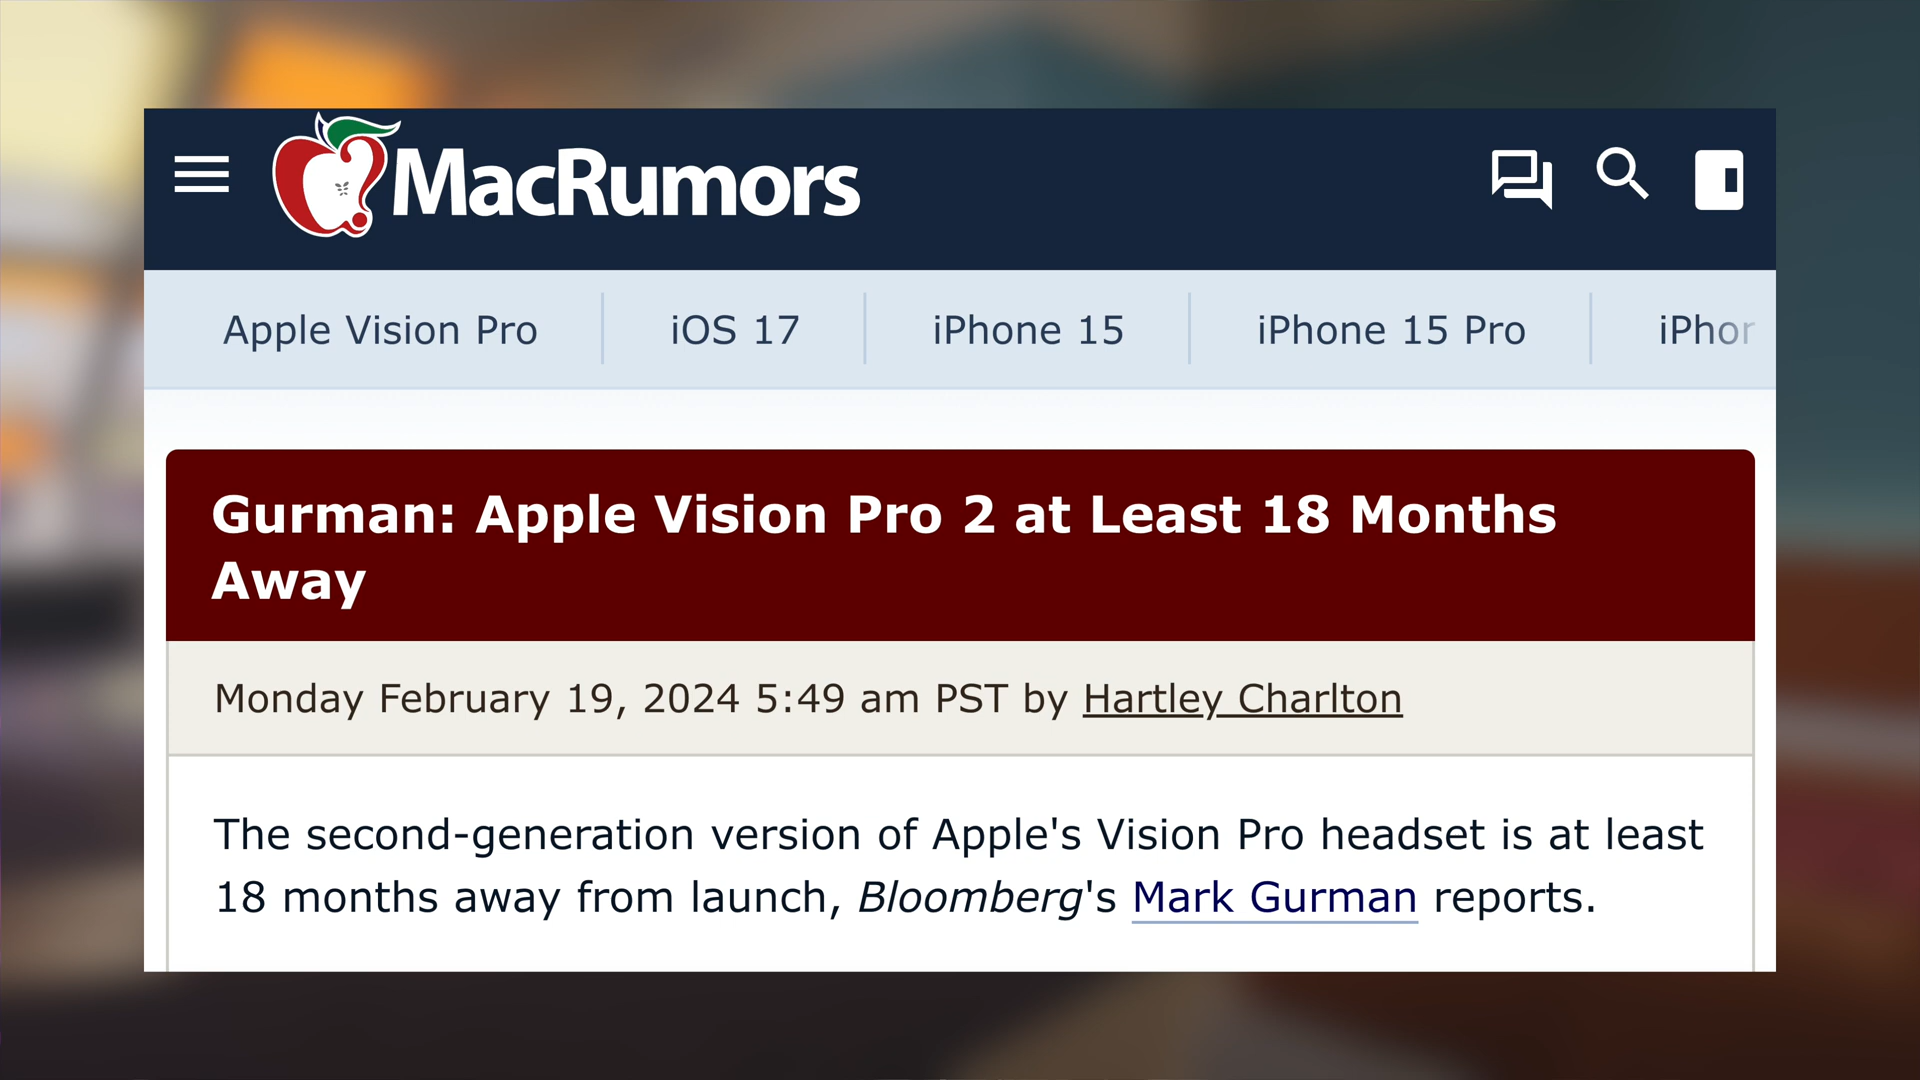 MacRumors
Apple Vision Pro
iOS 17
iPhone 15
iPhone 15 Pro
iPhor
Gurman: Apple Vision Pro 2 at Least 18 Months
Away
Monday February 19, 2024 5:49 am PST by Hartley Charlton
The second-generation version of Apple's Vision Pro headset is at least
18 months away from launch, Bloomberg's Mark Gurman reports.